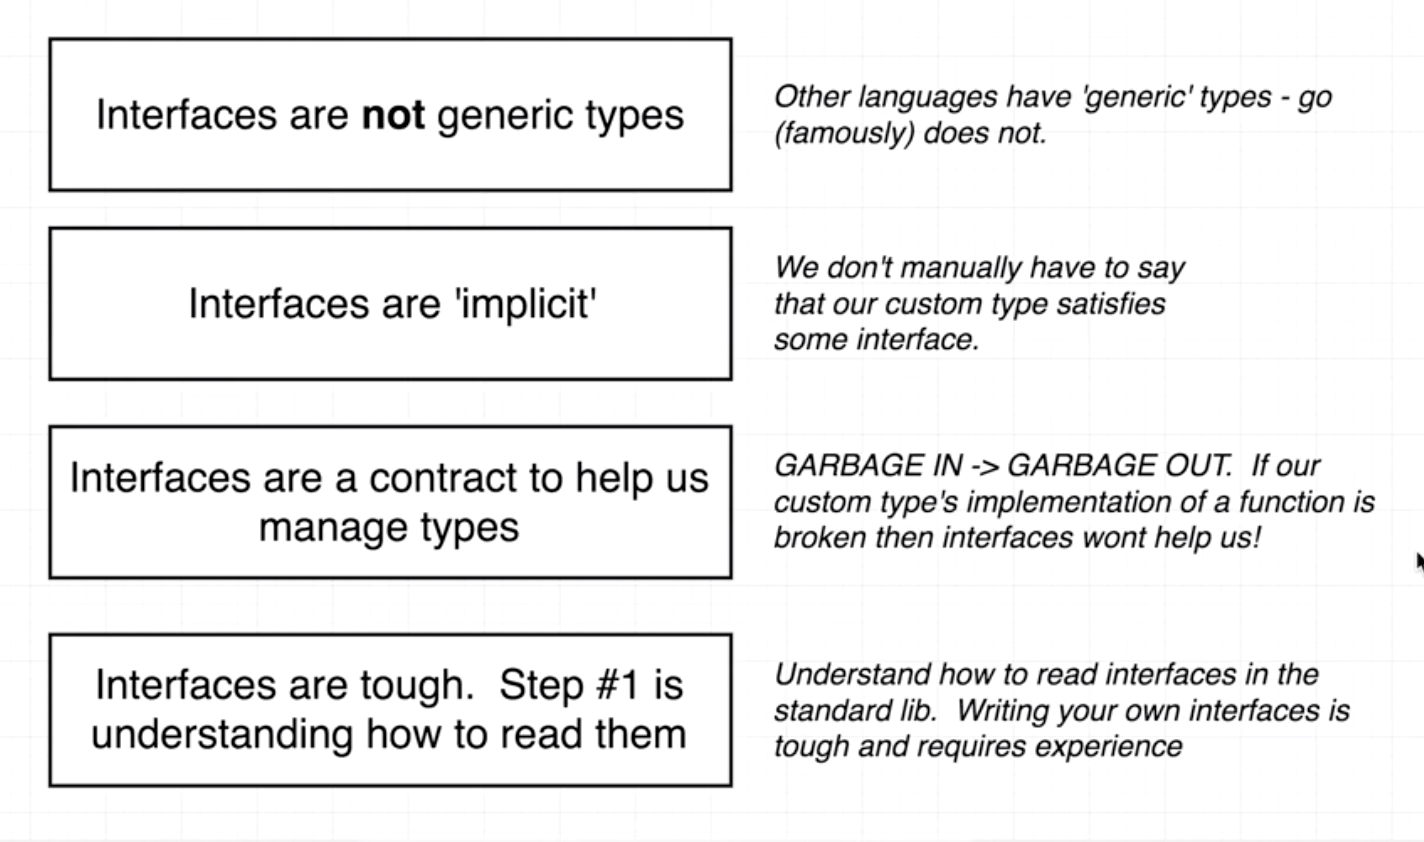 Interfaces are not generic types
Other languages have 'generic' types - go
(famously) does not.
Interfaces are 'implicit'
We don't manually have to say
that our custom type satisfies
some interface.
Interfaces are a contract to help us
manage types
GARBAGE IN -> GARBAGE OUT.  If our
custom type's implementation of a function is
broken then interfaces wont help us!
Interfaces are tough.  Step #1 is
understanding how to read them
Understand how to read interfaces in the
standard lib.  Writing your own interfaces is
tough and requires experience